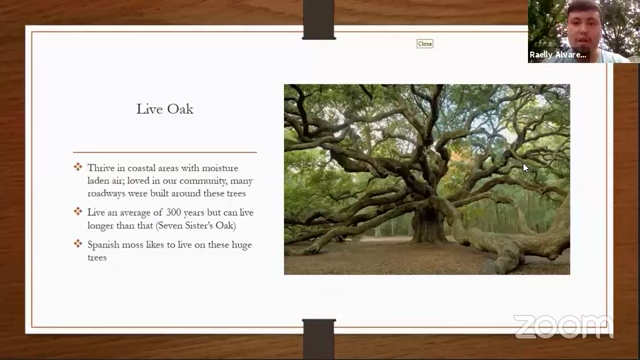 Close
Raelly Alvare...
Live Oak
Thrive in coastal areas with moisture
laden air; loved in our community, many
roadways were built around these trees
Live an average of 300 years but can live
longer than that (Seven Sister's Oak)
Spanish moss likes to live on these huge
trees
zoom